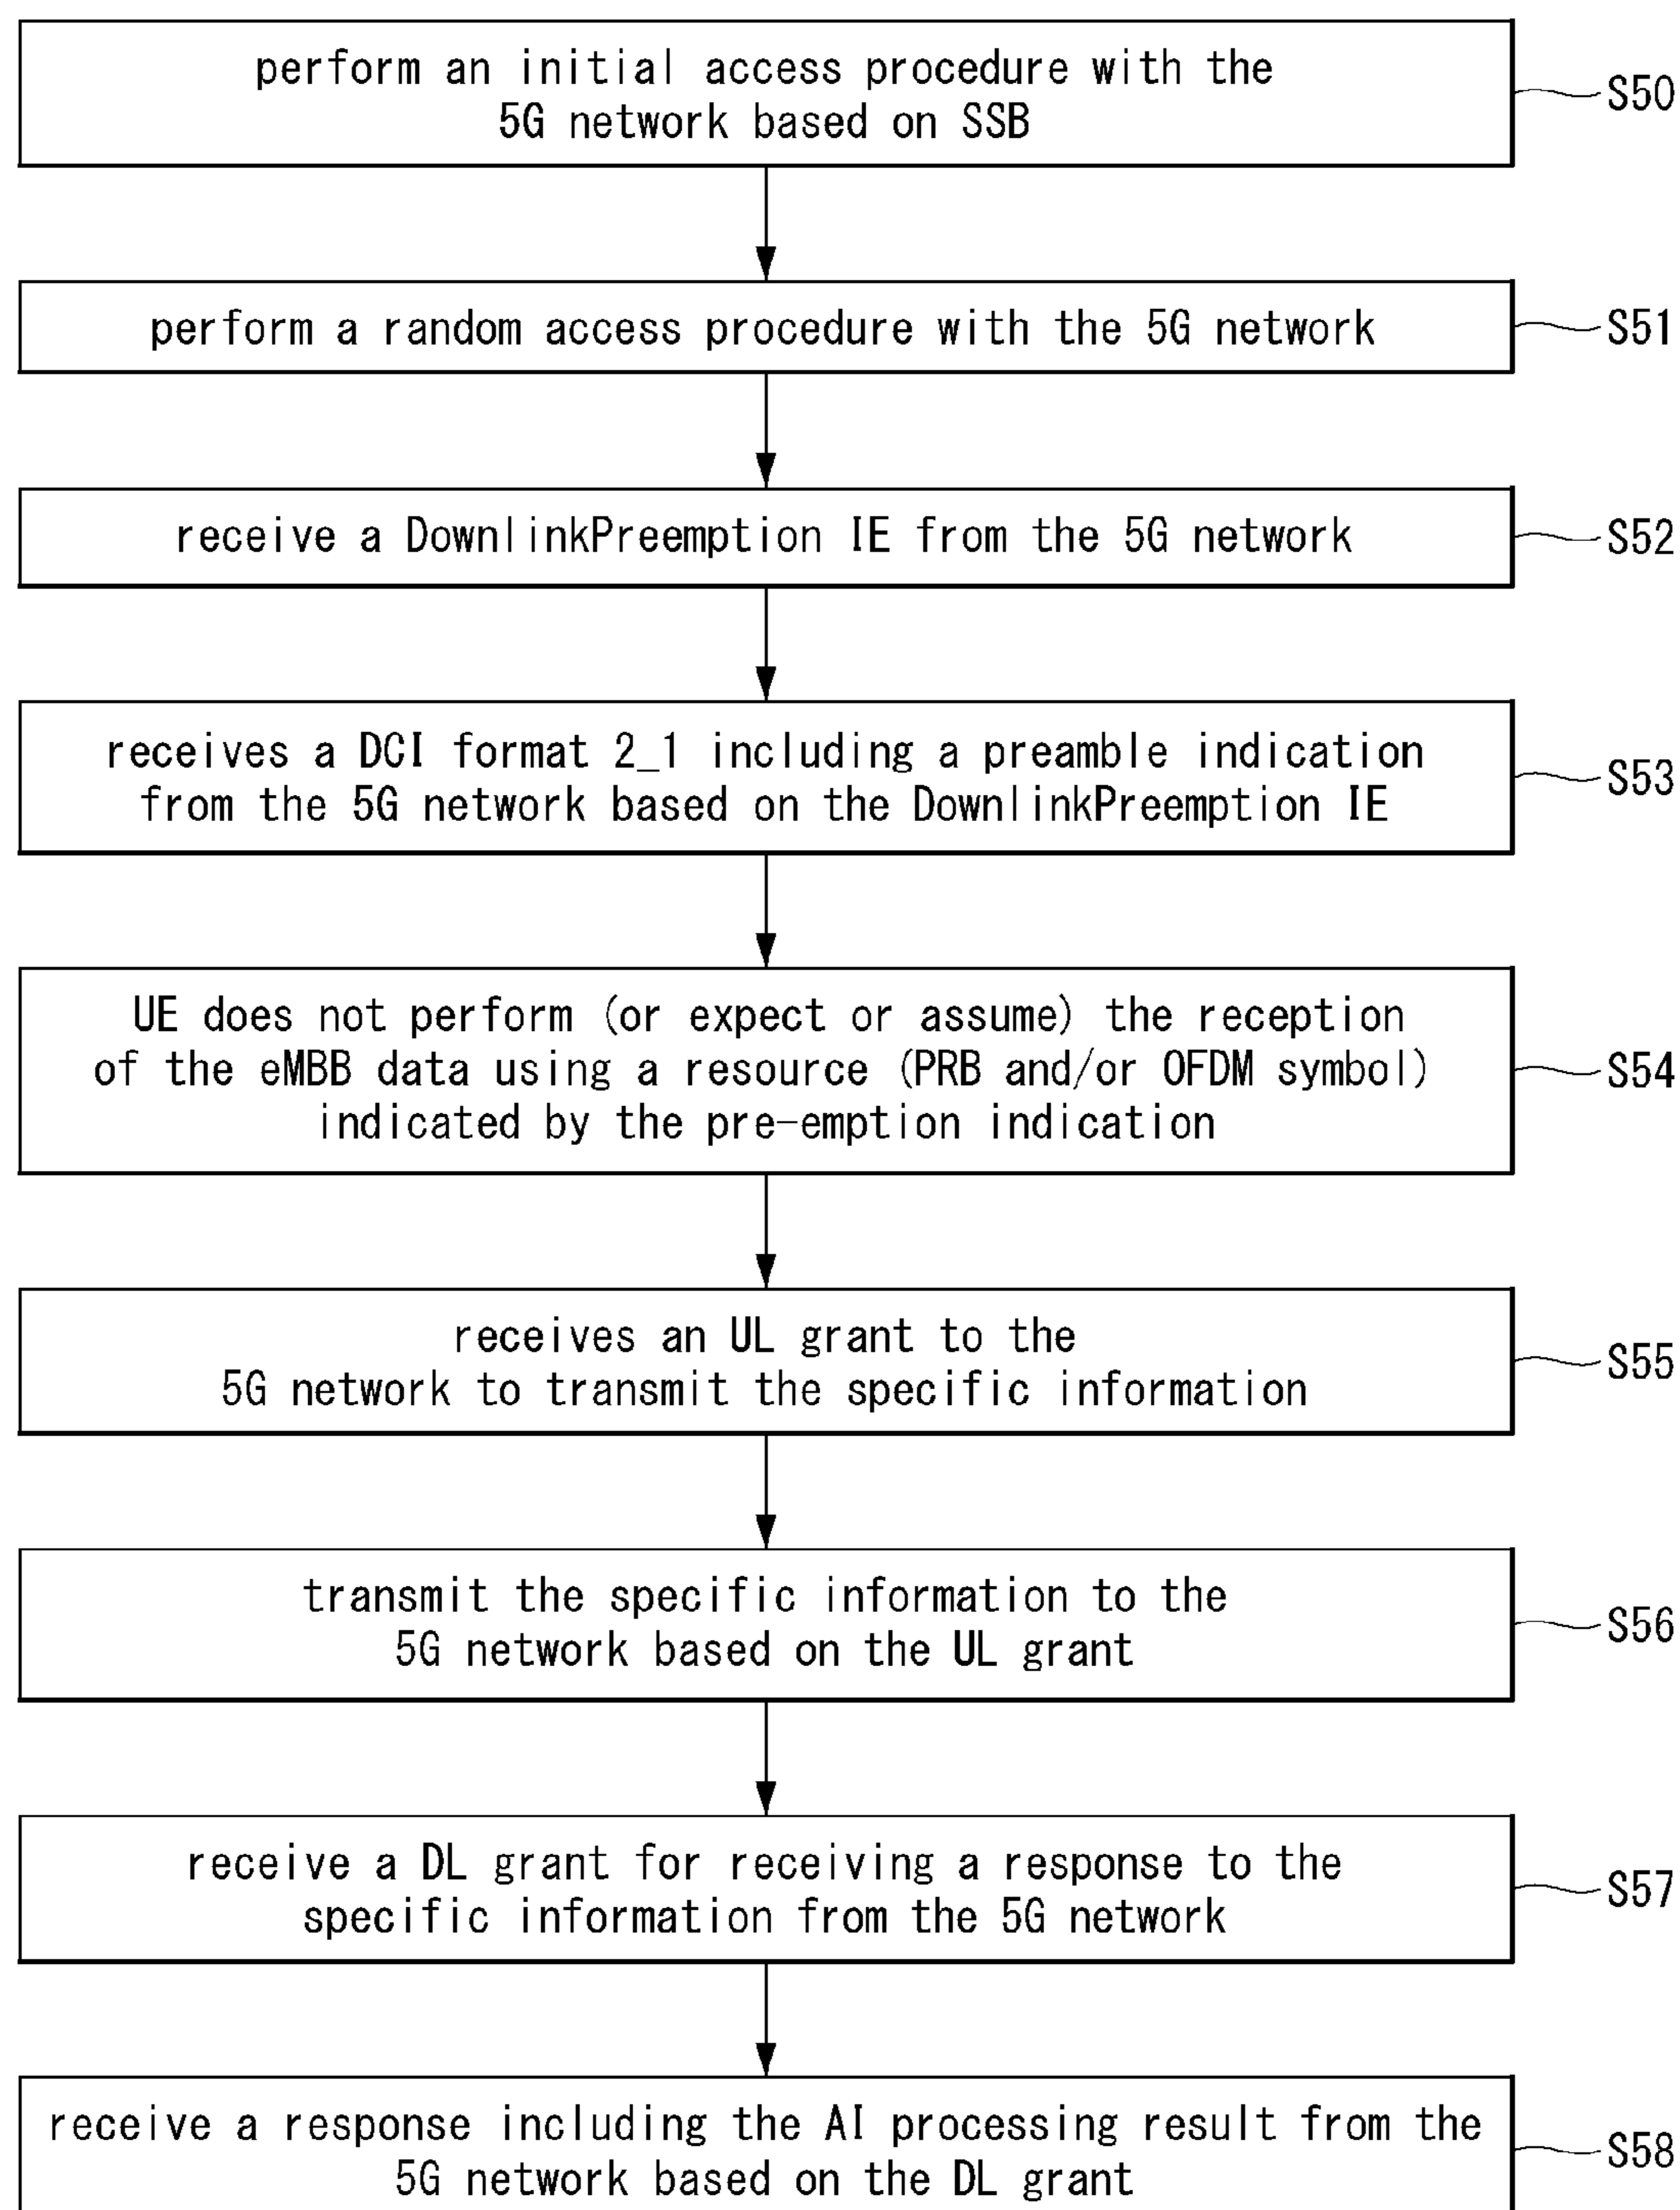 perform an initial access procedure with the
5G network based on SSB
S50
perform a random access procedure with the 5G network
S51
receive a DownlinkPreemption IE from the 5G network
S52
receives a DCI format 2_1 including a preamble indication
from the 5G network based on the DownlinkPreemption IE
S53
UE does not perform (or expect or assume) the reception
of the eMBB data using a resource (PRB and/or OFDM symbol)
indicated by the pre-emption indication
S54
receives an UL grant to the
5G network to transmit the specific information
S55
transmit the specific information to the
5G network based on the UL grant
S56
receive a DL grant for receiving a response to the
specific information from the 5G network
S57
receive a response including the AI processing result from the
5G network based on the DL grant
S58